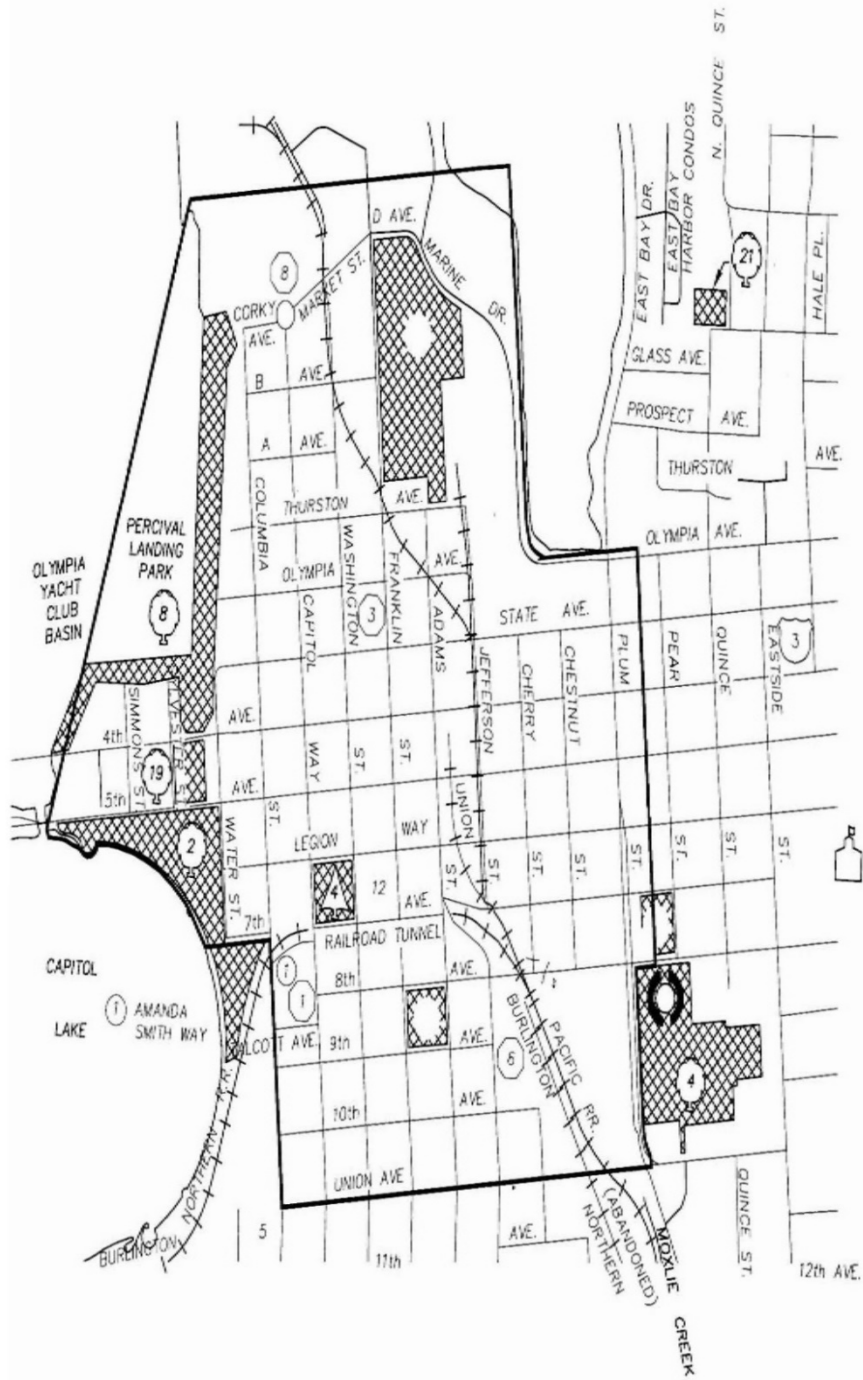 N. QUINCE ST.
EAST BAY DR.
EAST BAY
HARBOR CONDOS
HALE PL.
21
D AVE.
MARINE
DR.
8
CORKY
AVE.
MARKET ST.
GLASS AVE.
B AVE.
PROSPECT AVE.
A AVE.
THURSTON AVE.
COLUMBIA
THURSTON AVE.
OLYMPIA AVE.
PERCIVAL
LANDING
PARK
8
OLYMPIA
YACHT
CLUB
BASIN
WASHINGTON
OLYMPIA AVE.
FRANKLIN
CAPITOL
3
ADAMS
STATE AVE.
JEFFERSON
CHERRY
CHESTNUT
PLUM
PEAR
QUINCE
EASTSIDE
3
SIMMONS ST
4th AVE.
19
5th AVE.
WAY
ST.
ST.
ST.
UNION
2
WATER ST.
LEGION WAY
ST.
ST.
ST.
ST.
ST.
ST.
ST.
ST.
4
12
7th AVE.
RAILROAD TUNNEL
1
1
8th AVE.
CAPITOL
LAKE
1
AMANDA
SMITH WAY
9th AVE.
6
BURLINGTON
PACIFIC RR.
4
10th AVE.
NORTHERN R.R.
UNION AVE
BURLINGTON
5
11th AVE.
(ABANDONED)
NORTHERN
MOXLIE CREEK
QUINCE ST.
12th AVE.